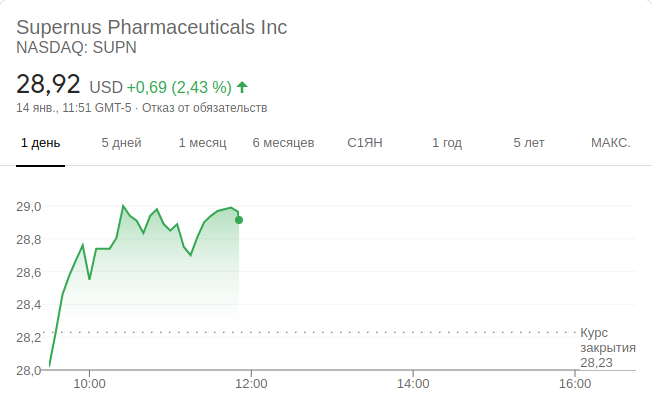 Supernus Pharmaceuticals Inc
NASDAQ: SUPN
28,92 USD +0,69 (2,43 %)
14 янв., 11:51 GMT-5 · Отказ от обязательств
1 день 5 дней 1 месяц 6 месяцев С1ЯН 1 год 5 лет МАКС.
29,0
28,8
28,6
28,4
28,2
28,0
Курс
закрытия
28,23
10:00 12:00 14:00 16:00